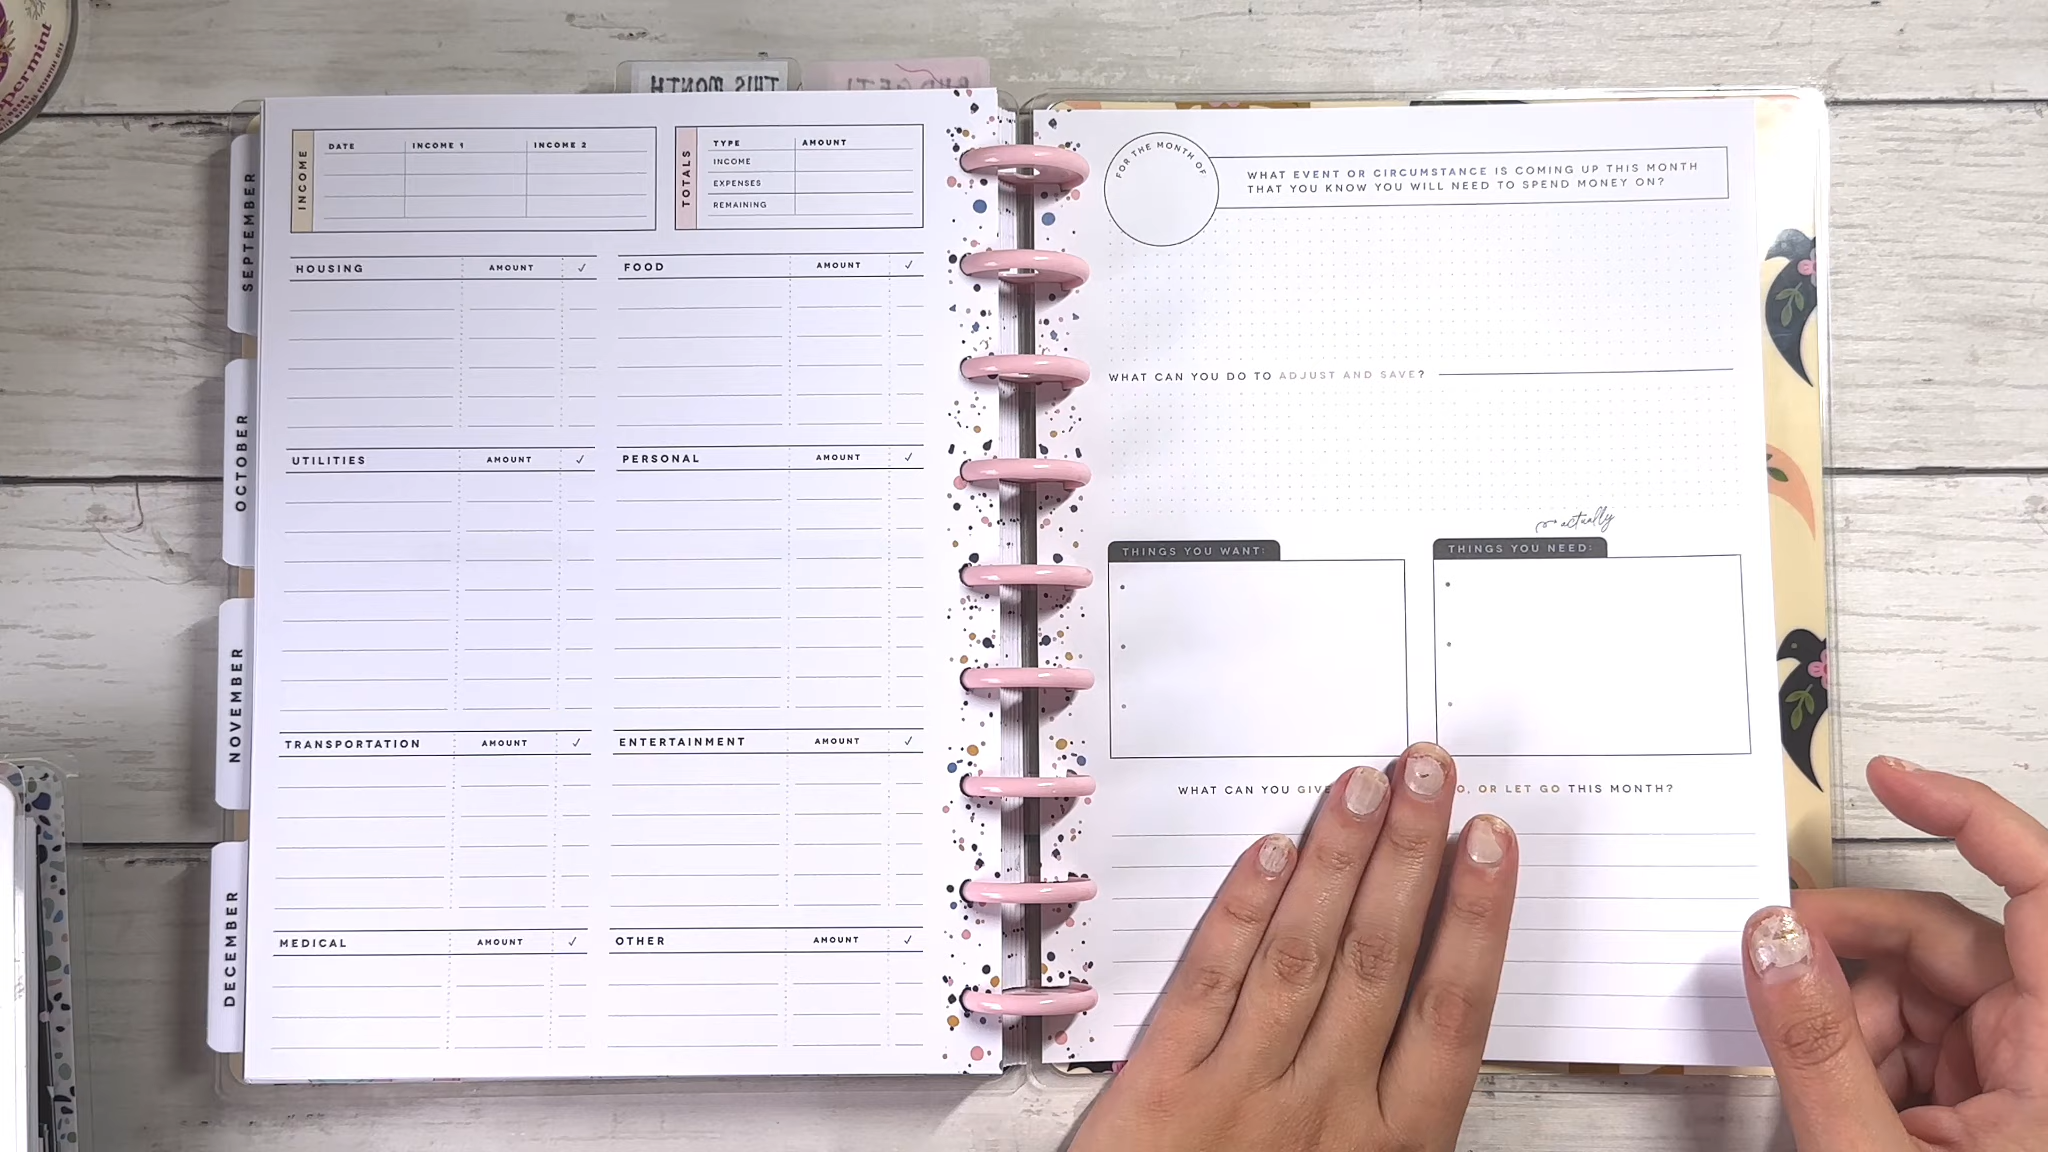 THIS MONTH
SEPTEMBER
OCTOBER
NOVEMBER
DECEMBER
INCOME
DATE INCOME 1 INCOME 2
TOTALS
TYPE AMOUNT
INCOME
EXPENSES
REMAINING
HOUSING AMOUNT ✓
FOOD AMOUNT ✓
UTILITIES AMOUNT ✓
PERSONAL AMOUNT ✓
TRANSPORTATION AMOUNT ✓
ENTERTAINMENT AMOUNT ✓
MEDICAL AMOUNT ✓
OTHER AMOUNT ✓
FOR THE MONTH OF
WHAT EVENT OR CIRCUMSTANCE IS COMING UP THIS MONTH
THAT YOU KNOW YOU WILL NEED TO SPEND MONEY ON?
WHAT CAN YOU DO TO ADJUST AND SAVE?
actually
THINGS YOU WANT:
THINGS YOU NEED:
WHAT CAN YOU GIVE OR LET GO THIS MONTH?